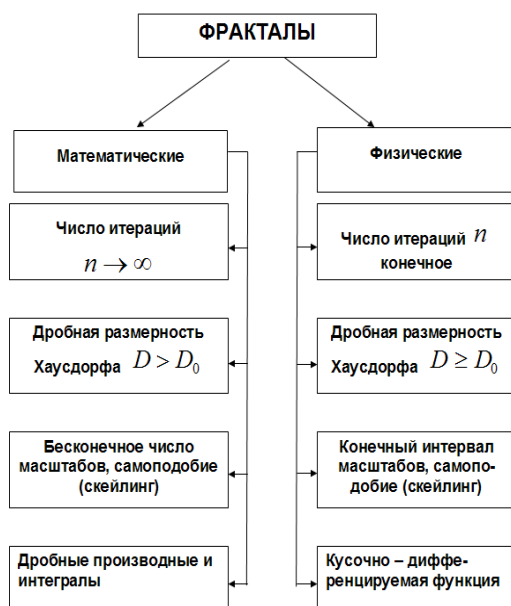 ФРАКТАЛЫ
Математические
Число итераций
n → ∞
Дробная размерность
Хаусдорфа D > D₀
Бесконечное число
масштабов, самоподобие
(скейлинг)
Дробные производные и
интегралы
Физические
Число итераций n
конечное
Дробная размерность
Хаусдорфа D ≥ D₀
Конечный интервал
масштабов, самопо-
добие (скейлинг)
Кусочно – диффе-
ренцируемая функция